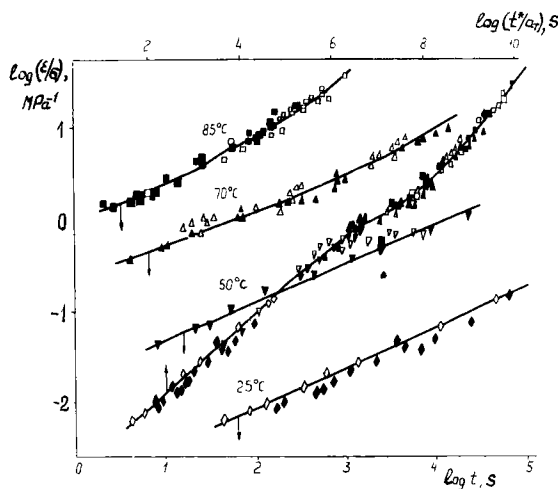 log(t*/aT), S
2 4 6 8 10
log(ε/σ),
MPa⁻¹
85°C
1
70°C
0
50°C
-1
25°C
-2
0 1 2 3 4 5
log t, s